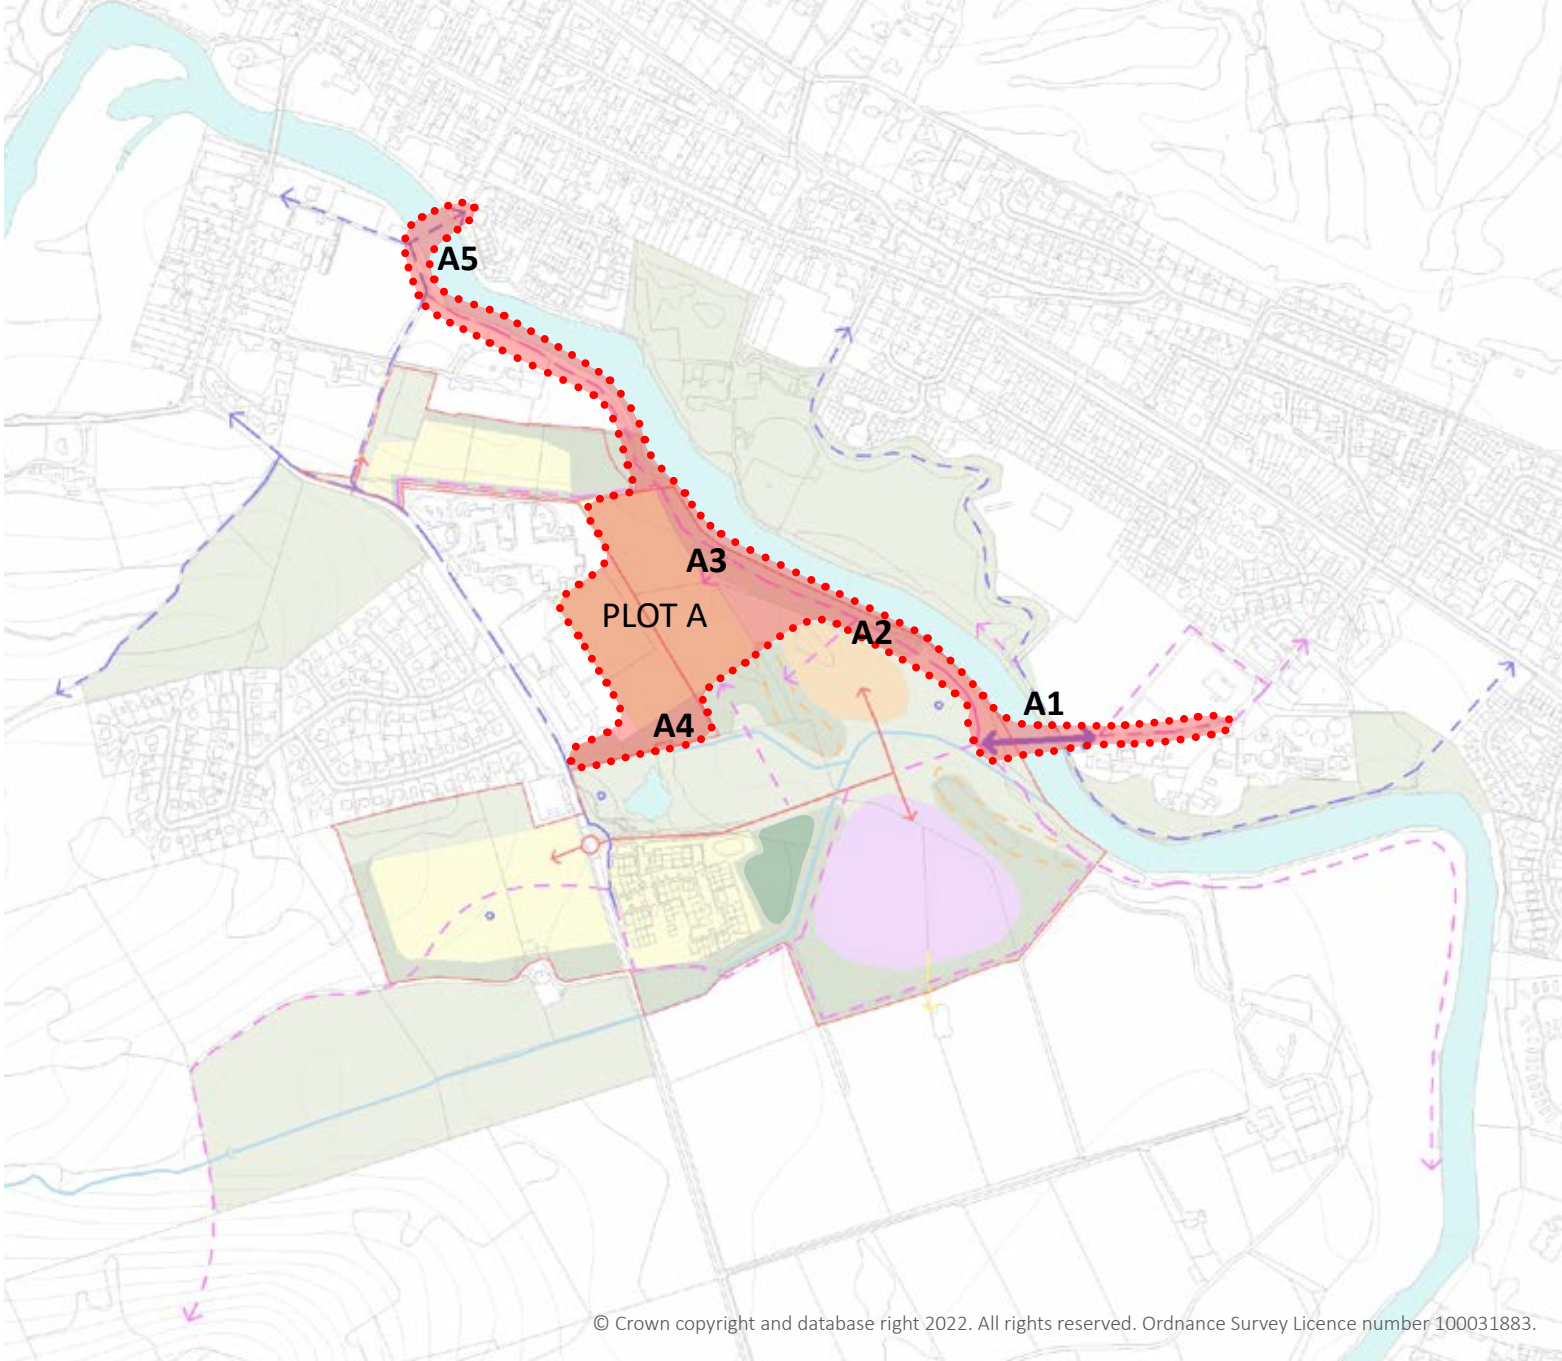 A5
A3
PLOT A
A2
A1
A4
© Crown copyright and database right 2022. All rights reserved. Ordnance Survey Licence number 100031883.